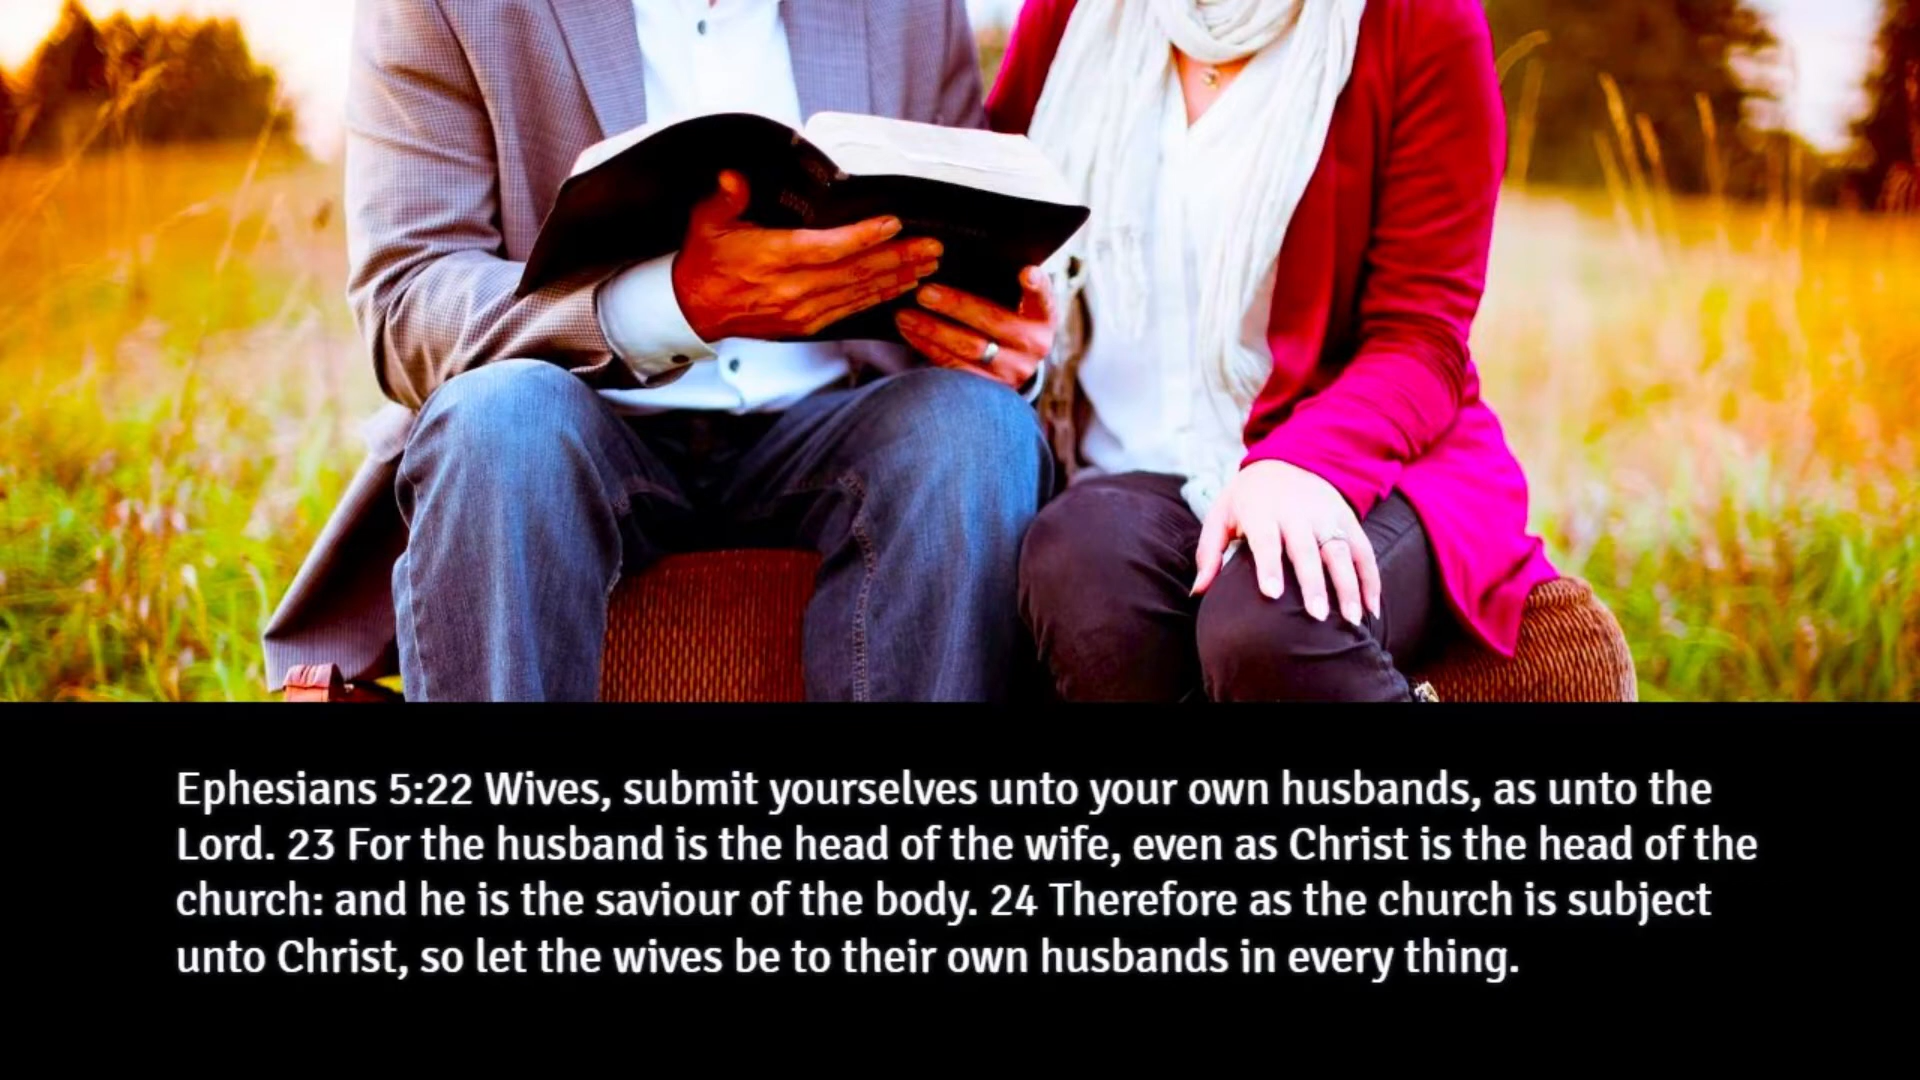 Ephesians 5:22 Wives, submit yourselves unto your own husbands, as unto the
Lord. 23 For the husband is the head of the wife, even as Christ is the head of the
church: and he is the saviour of the body. 24 Therefore as the church is subject
unto Christ, so let the wives be to their own husbands in every thing.